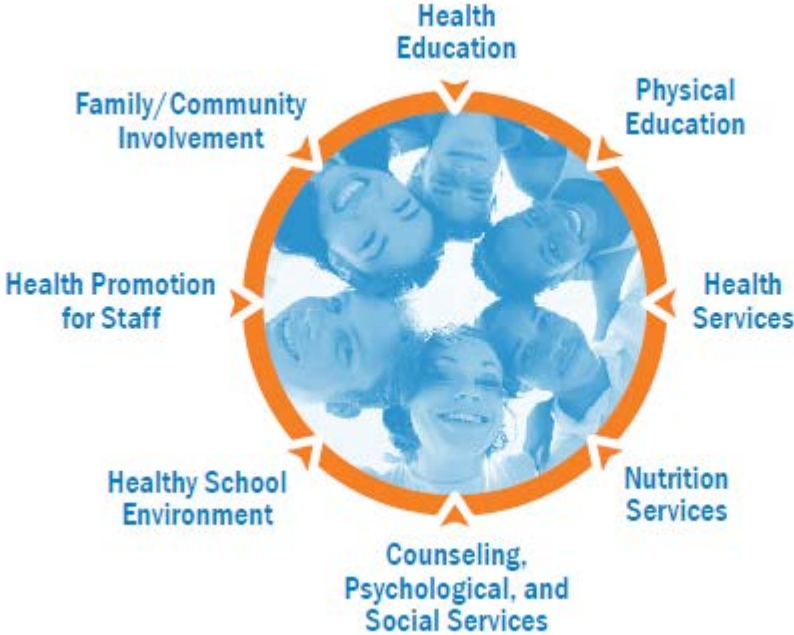 Health
Education
Physical
Education
Health
Services
Nutrition
Services
Counseling,
Psychological, and
Social Services
Healthy School
Environment
Health Promotion
for Staff
Family/Community
Involvement